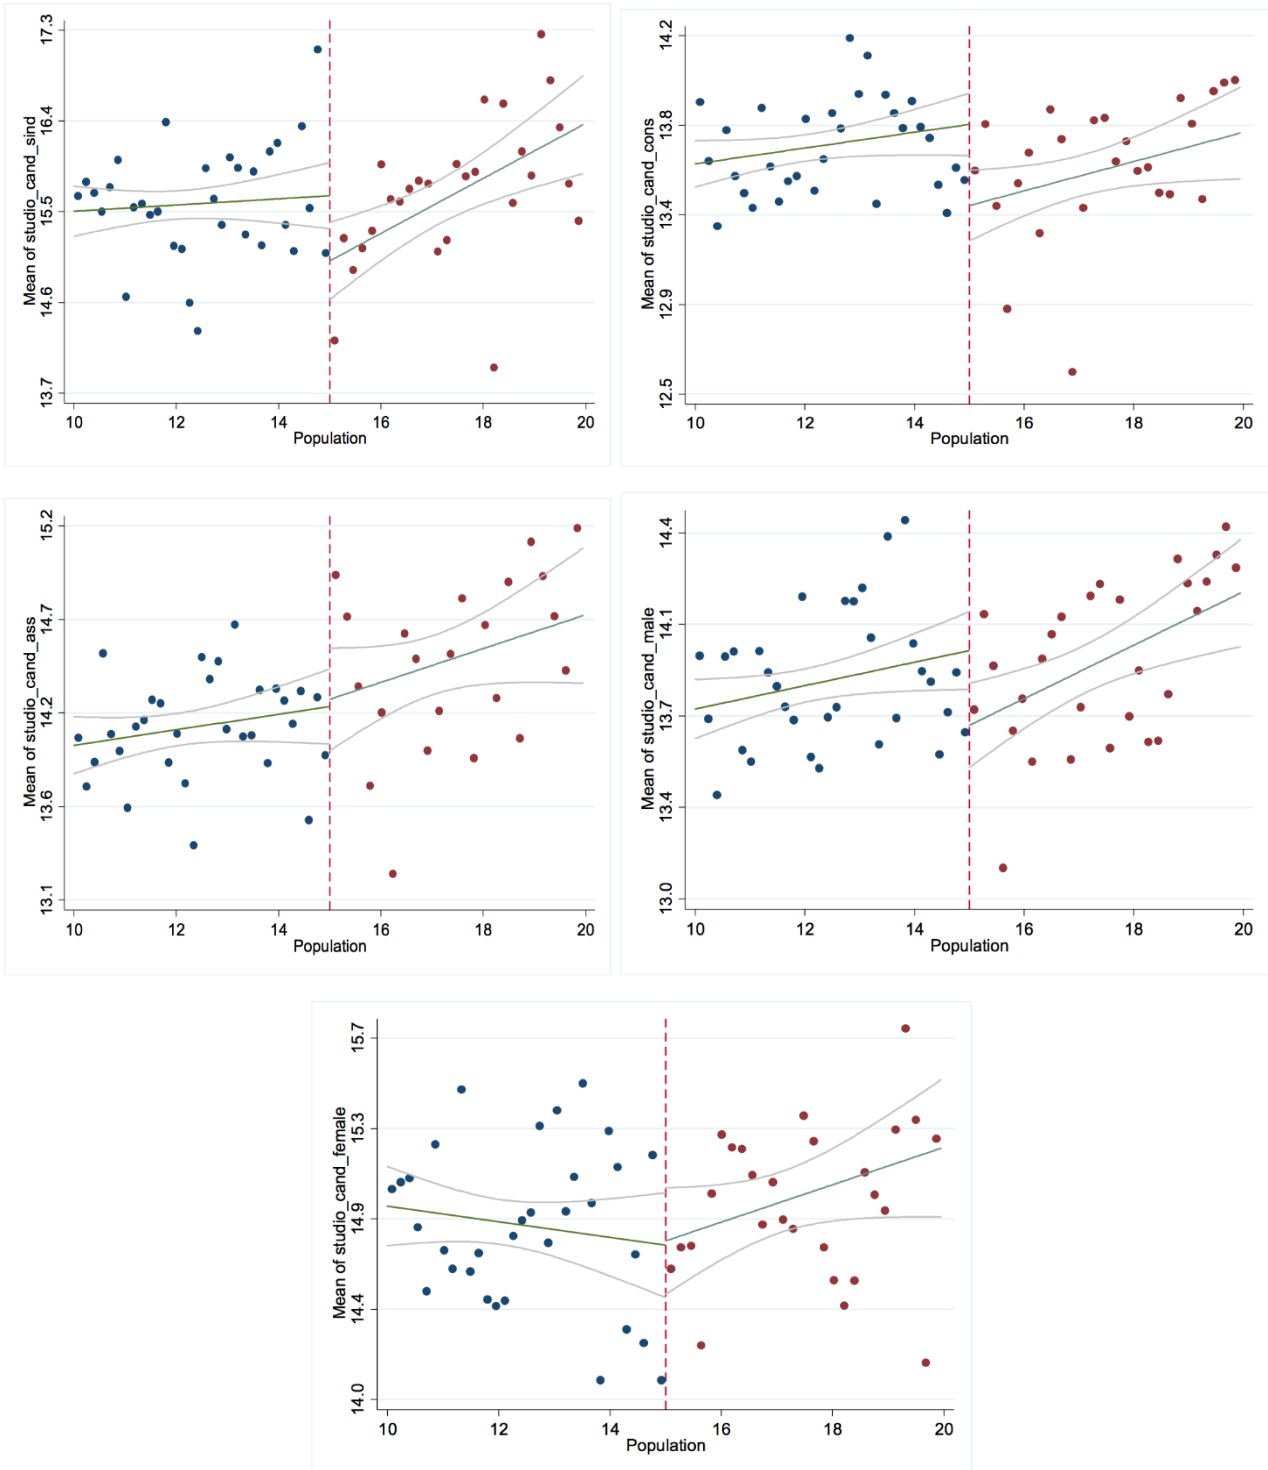 Mean of studio_cand_sind
17.3
16.4
15.5
14.6
13.7
10 12 14 16 18 20
Population
Mean of studio_cand_cons
14.2
13.8
13.4
12.9
12.5
10 12 14 16 18 20
Population
Mean of studio_cand_ass
15.2
14.7
14.2
13.6
13.1
10 12 14 16 18 20
Population
Mean of studio_cand_male
14.4
14.1
13.7
13.4
13.0
10 12 14 16 18 20
Population
Mean of studio_cand_female
15.7
15.3
14.9
14.4
14.0
10 12 14 16 18 20
Population